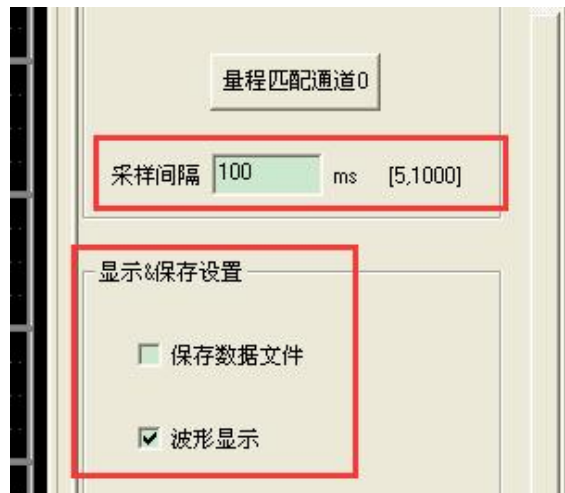 量程匹配通道0
采样间隔 100 ms [5,1000]
显示&保存设置
保存数据文件
波形显示